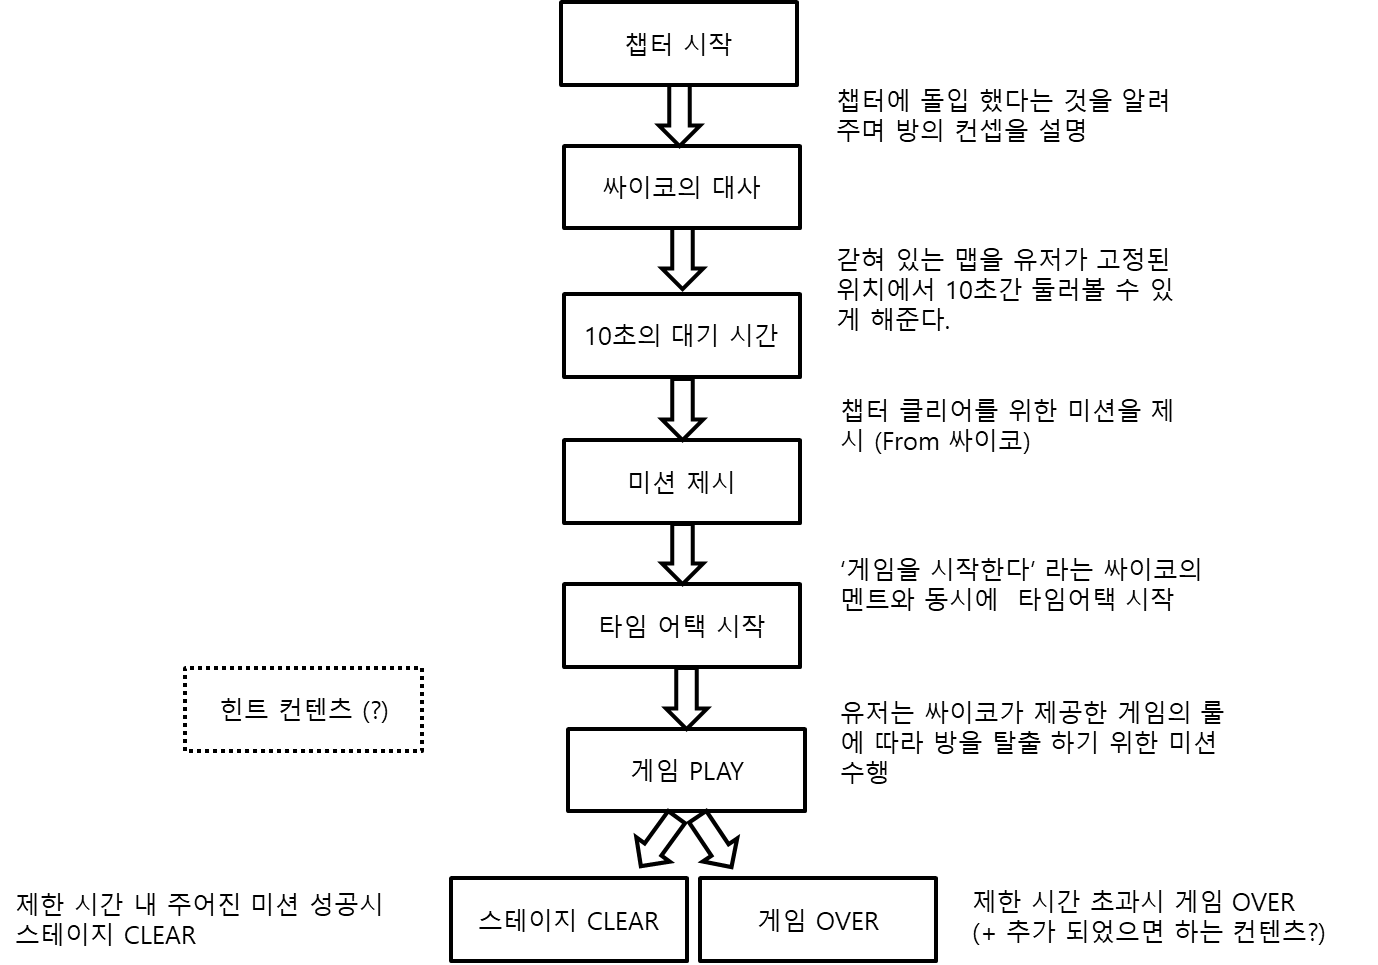 챕터 시작
챕터에 돌입 했다는 것을 알려
주며 방의 컨셉을 설명
싸이코의 대사
갇혀 있는 맵을 유저가 고정된
위치에서 10초간 둘러볼 수 있
게 해준다.
10초의 대기 시간
챕터 클리어를 위한 미션을 제
시 (From 싸이코)
미션 제시
‘게임을 시작한다’ 라는 싸이코의
멘트와 동시에 타임어택 시작
타임 어택 시작
힌트 컨텐츠 (?)
유저는 싸이코가 제공한 게임의 룰
에 따라 방을 탈출 하기 위한 미션
수행
게임 PLAY
제한 시간 내 주어진 미션 성공시
스테이지 CLEAR
스테이지 CLEAR
게임 OVER
제한 시간 초과시 게임 OVER
(+ 추가 되었으면 하는 컨텐츠?)